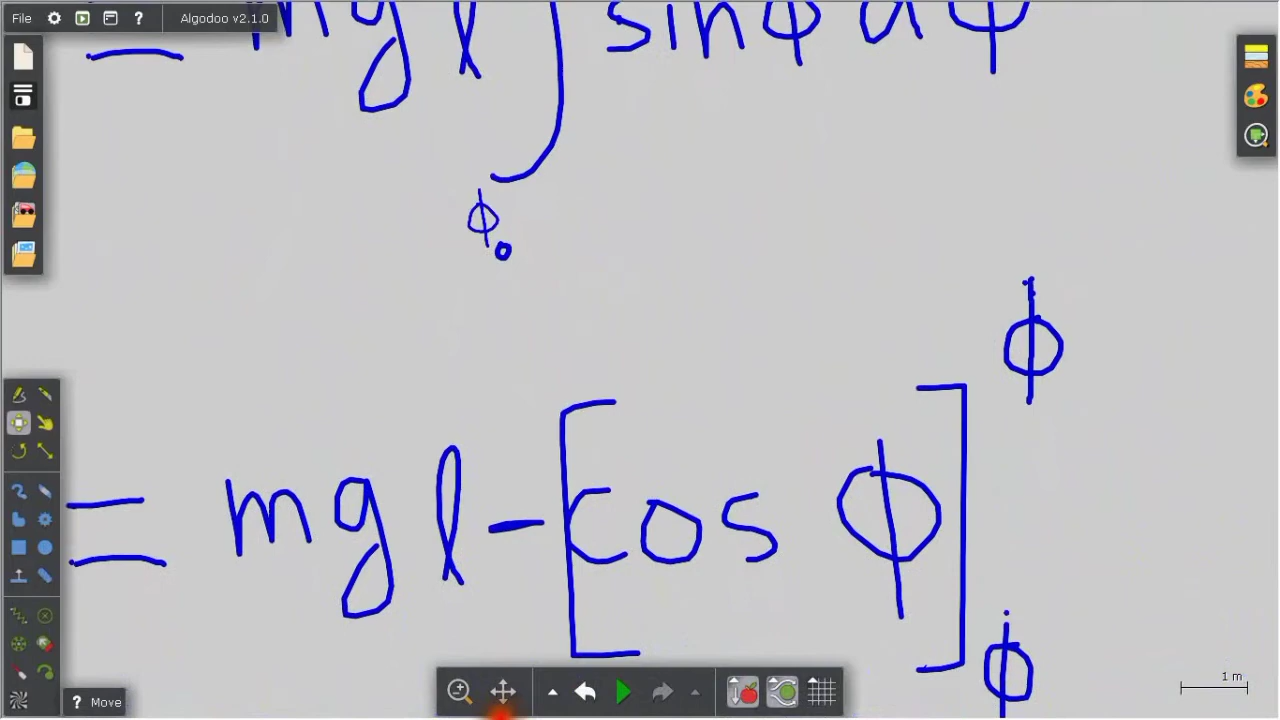 File ? Algodoo v2.1.0
= mgl ∫ sinϕ dϕ
ϕ₀
ϕ
= mgl -[cos ϕ]
ϕ
1 m
? Move